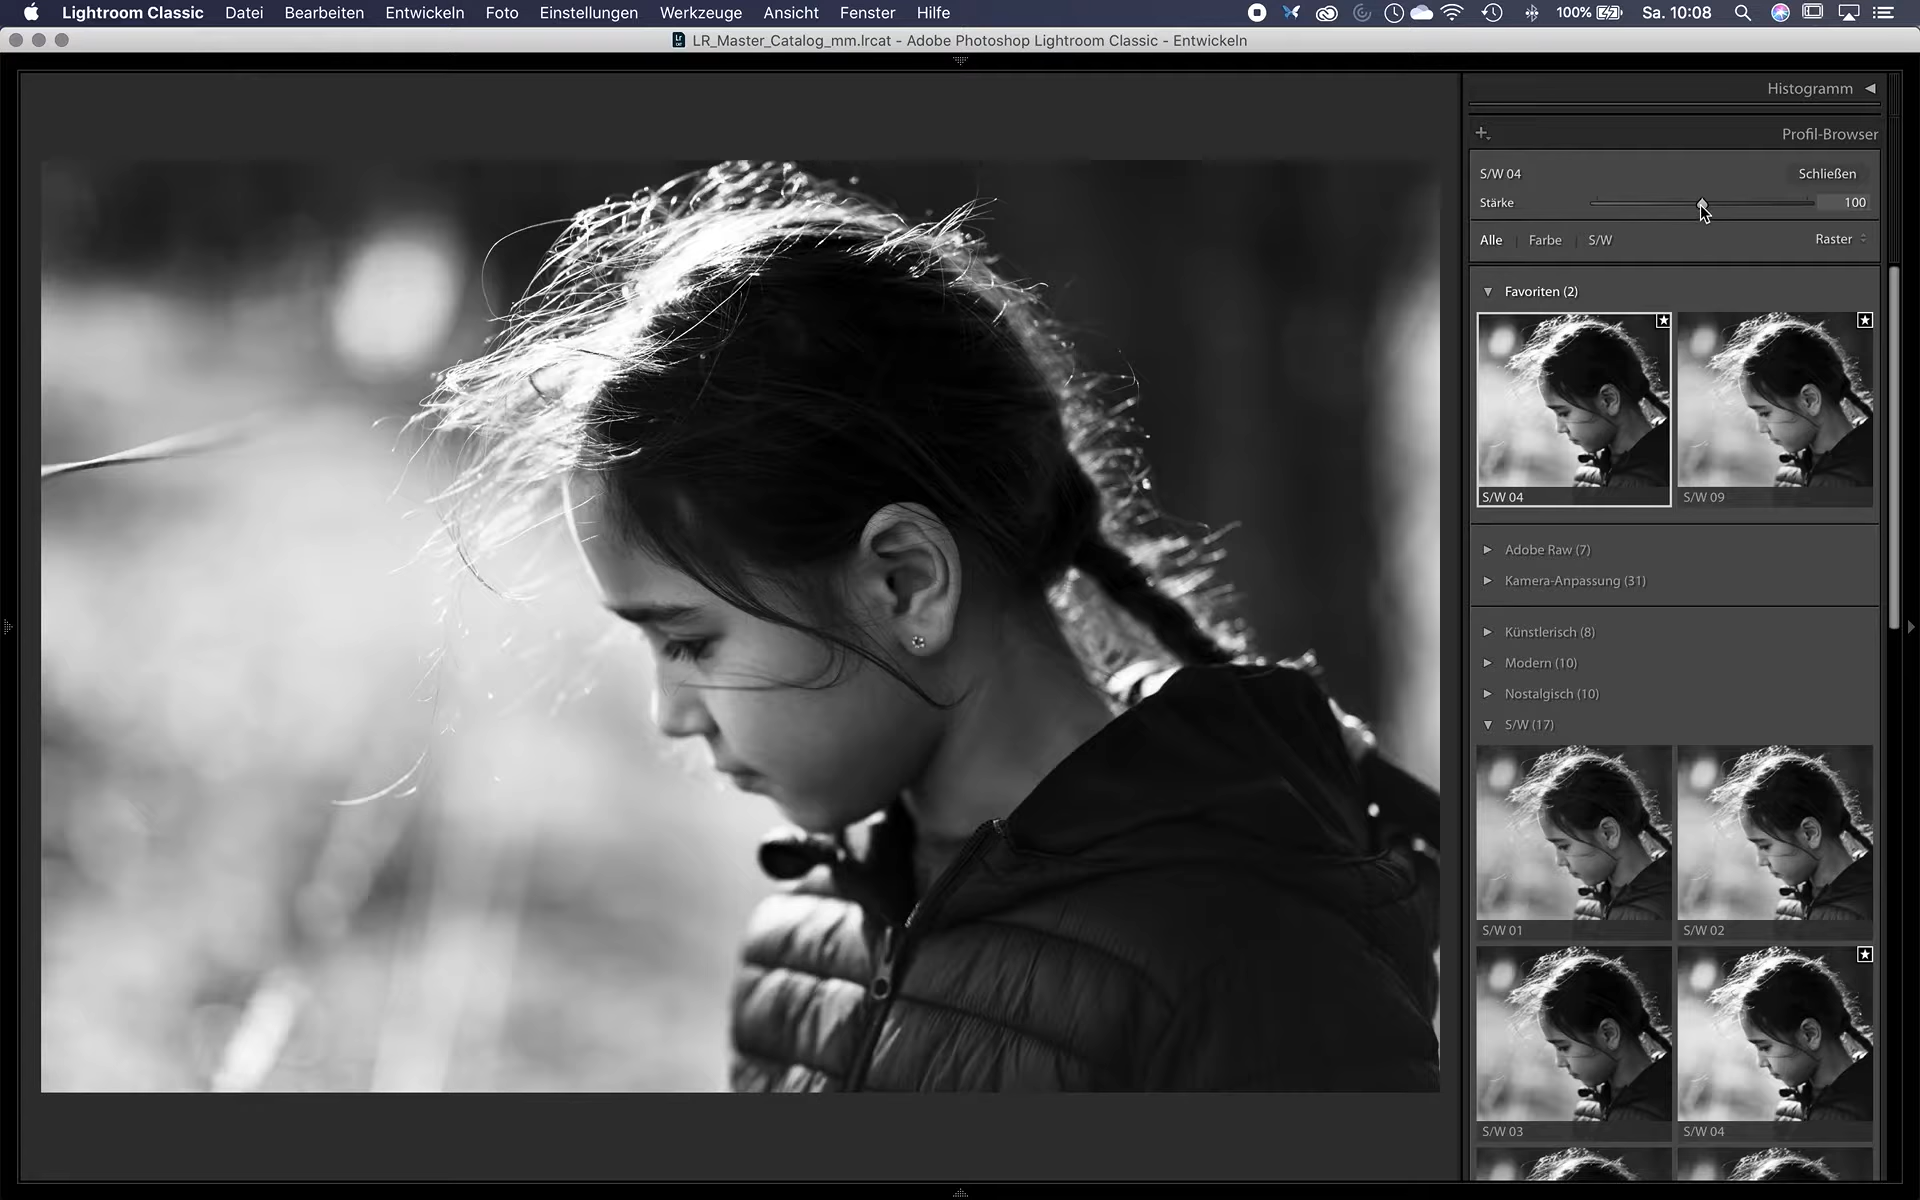 Lightroom Classic Datei Bearbeiten Entwickeln Foto Einstellungen Werkzeuge Ansicht Fenster Hilfe 100% Sa. 10:08
LR_Master_Catalog_mm.lrcat - Adobe Photoshop Lightroom Classic - Entwickeln
Histogramm
Profil-Browser
S/W 04 Schließen
Stärke 100
Alle Farbe S/W Raster
Favoriten (2)
S/W 04 S/W 09
Adobe Raw (7)
Kamera-Anpassung (31)
Künstlerisch (8)
Modern (10)
Nostalgisch (10)
S/W (17)
S/W 01 S/W 02
S/W 03 S/W 04